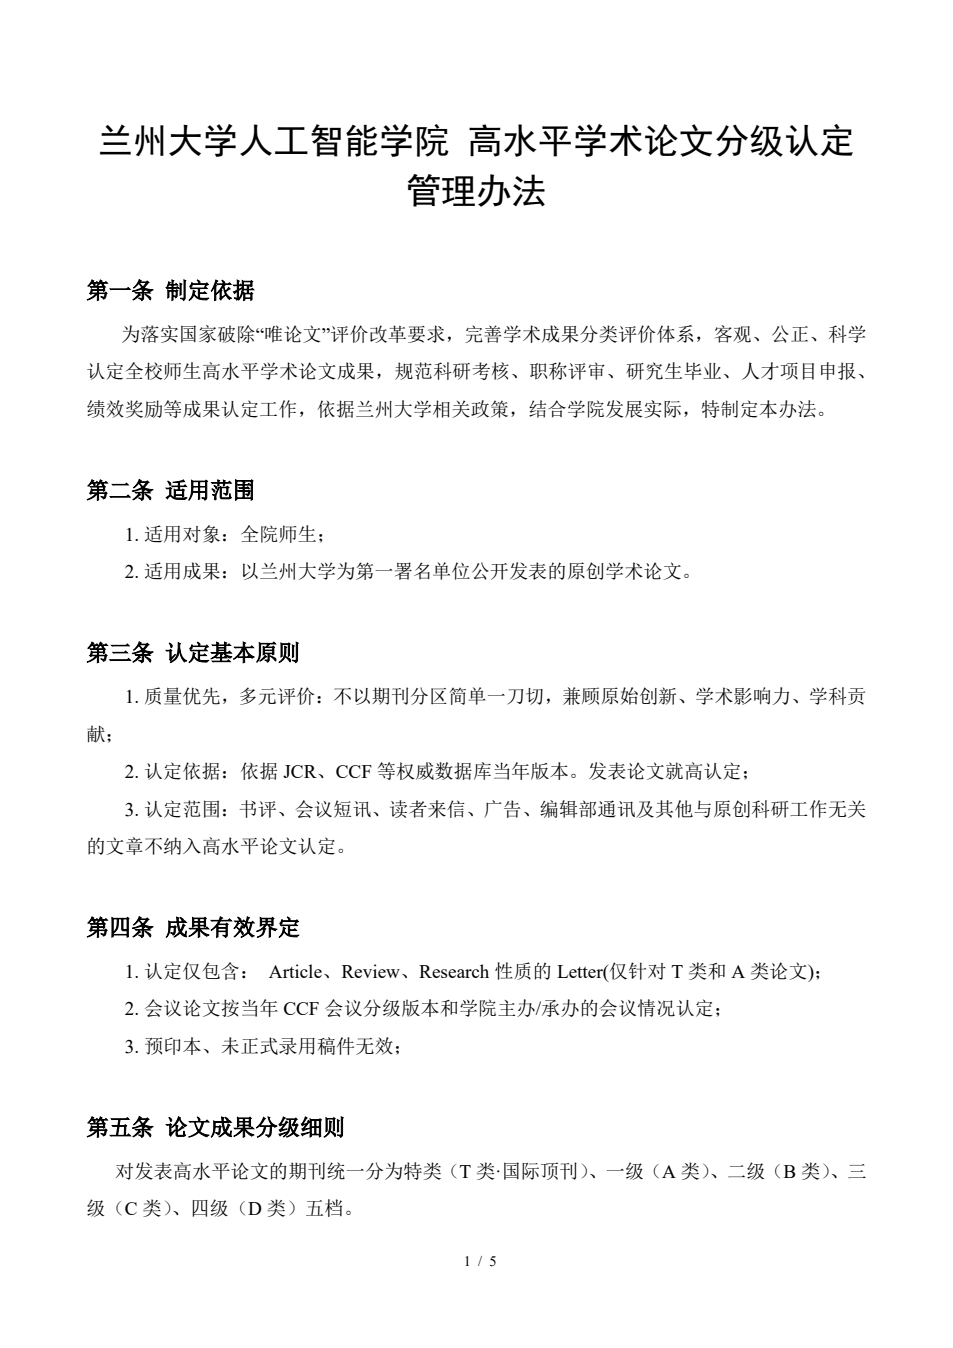 兰州大学人工智能学院 高水平学术论文分级认定
管理办法
第一条 制定依据
为落实国家破除“唯论文”评价改革要求，完善学术成果分类评价体系，客观、公正、科学
认定全校师生高水平学术论文成果，规范科研考核、职称评审、研究生毕业、人才项目申报、
绩效奖励等成果认定工作，依据兰州大学相关政策，结合学院发展实际，特制定本办法。
第二条 适用范围
1. 适用对象：全院师生；
2. 适用成果：以兰州大学为第一署名单位公开发表的原创学术论文。
第三条 认定基本原则
1. 质量优先，多元评价：不以期刊分区简单一刀切，兼顾原始创新、学术影响力、学科贡
献；
2. 认定依据：依据 JCR、CCF 等权威数据库当年版本。发表论文就高认定；
3. 认定范围：书评、会议短讯、读者来信、广告、编辑部通讯及其他与原创科研工作无关
的文章不纳入高水平论文认定。
第四条 成果有效界定
1. 认定仅包含： Article、Review、Research 性质的 Letter(仅针对 T 类和 A 类论文)；
2. 会议论文按当年 CCF 会议分级版本和学院主办/承办的会议情况认定；
3. 预印本、未正式录用稿件无效；
第五条 论文成果分级细则
对发表高水平论文的期刊统一分为特类（T 类·国际顶刊）、一级（A 类）、二级（B 类）、三
级（C 类）、四级（D 类）五档。
1 / 5